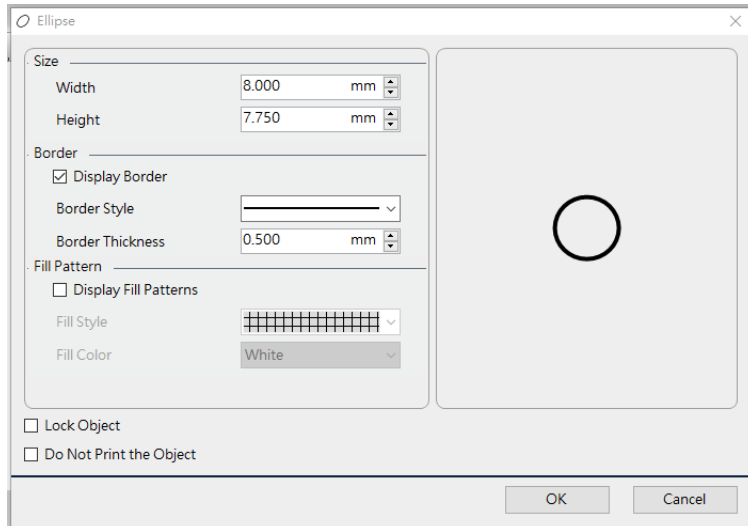 Ellipse
Size
Width 8.000 mm
Height 7.750 mm
Border
Display Border
Border Style
Border Thickness 0.500 mm
Fill Pattern
Display Fill Patterns
Fill Style
Fill Color White
Lock Object
Do Not Print the Object
OK Cancel